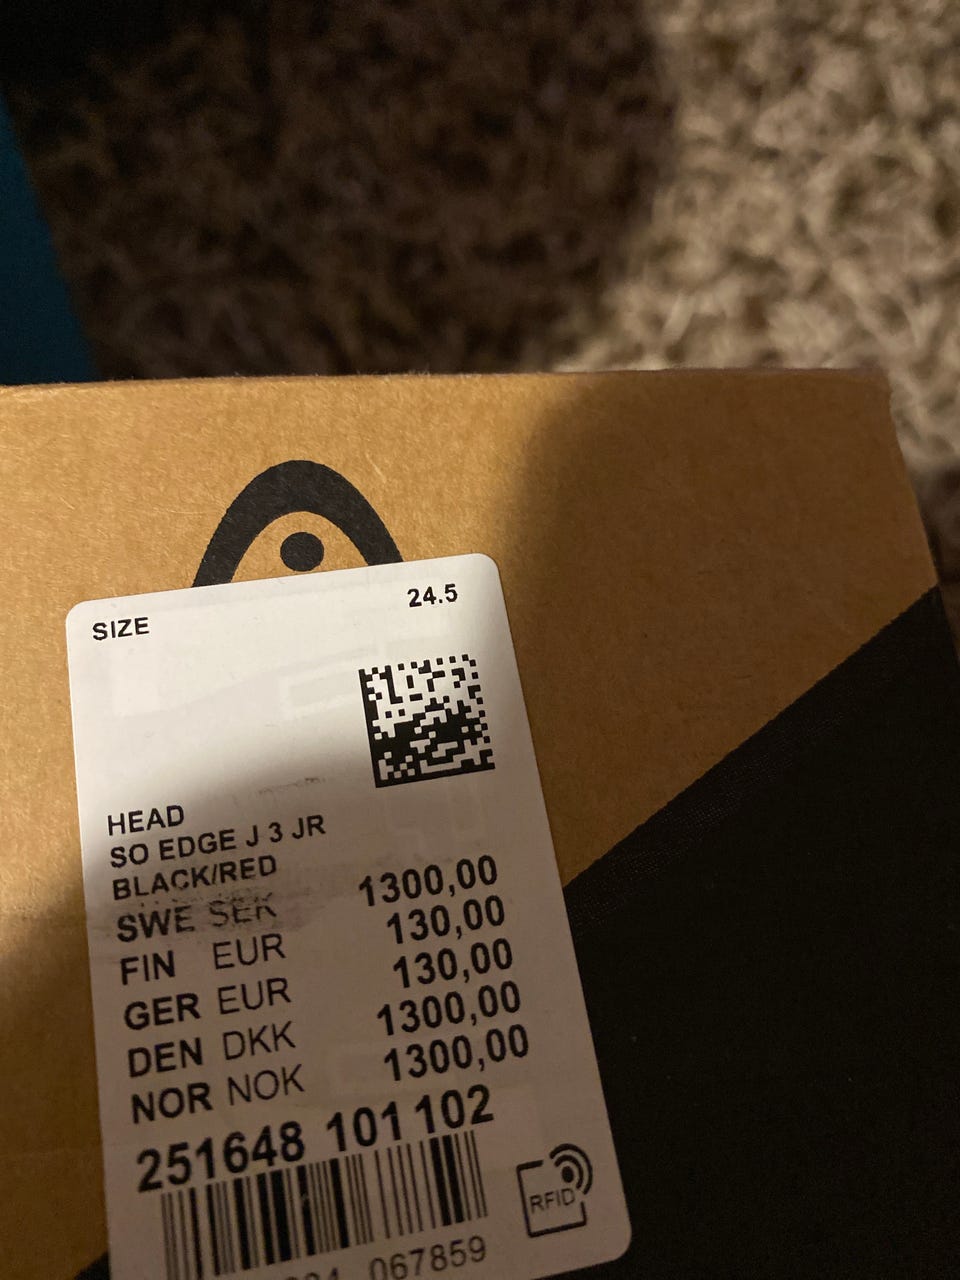 SIZE 24.5
HEAD
SO EDGE J 3 JR
BLACK/RED
SWE SEK 1300,00
FIN EUR 130,00
GER EUR 130,00
DEN DKK 1300,00
NOR NOK 1300,00
251648 101 102
RFID
067859